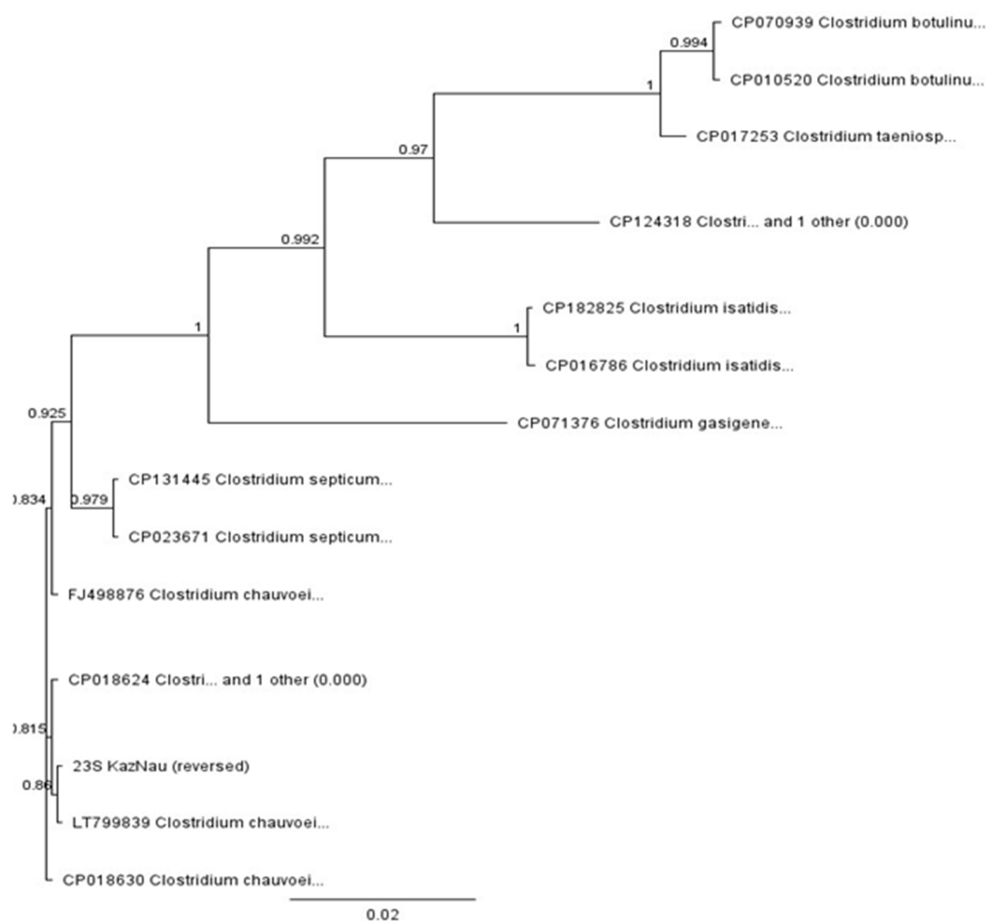 CP070939 Clostridium botulinu...
0.994
CP010520 Clostridium botulinu...
1
CP017253 Clostridium taeniosp...
0.97
CP124318 Clostri... and 1 other (0.000)
0.992
CP182825 Clostridium isatidis...
1
CP016786 Clostridium isatidis...
1
CP071376 Clostridium gasigene...
0.925
CP131445 Clostridium septicum...
0.979
CP023671 Clostridium septicum...
0.834
FJ498876 Clostridium chauvoei...
CP018624 Clostri... and 1 other (0.000)
0.815
23S KazNau (reversed)
0.86
LT799839 Clostridium chauvoei...
CP018630 Clostridium chauvoei...
0.02